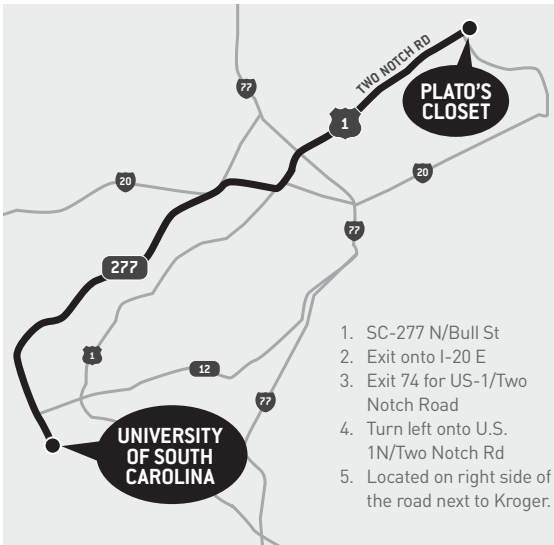 77
TWO NOTCH RD
PLATO'S
CLOSET
1
20
20
77
277
1
12
77
UNIVERSITY
OF SOUTH
CAROLINA
1. SC-277 N/Bull St
2. Exit onto I-20 E
3. Exit 74 for US-1/Two
Notch Road
4. Turn left onto U.S.
1N/Two Notch Rd
5. Located on right side of
the road next to Kroger.